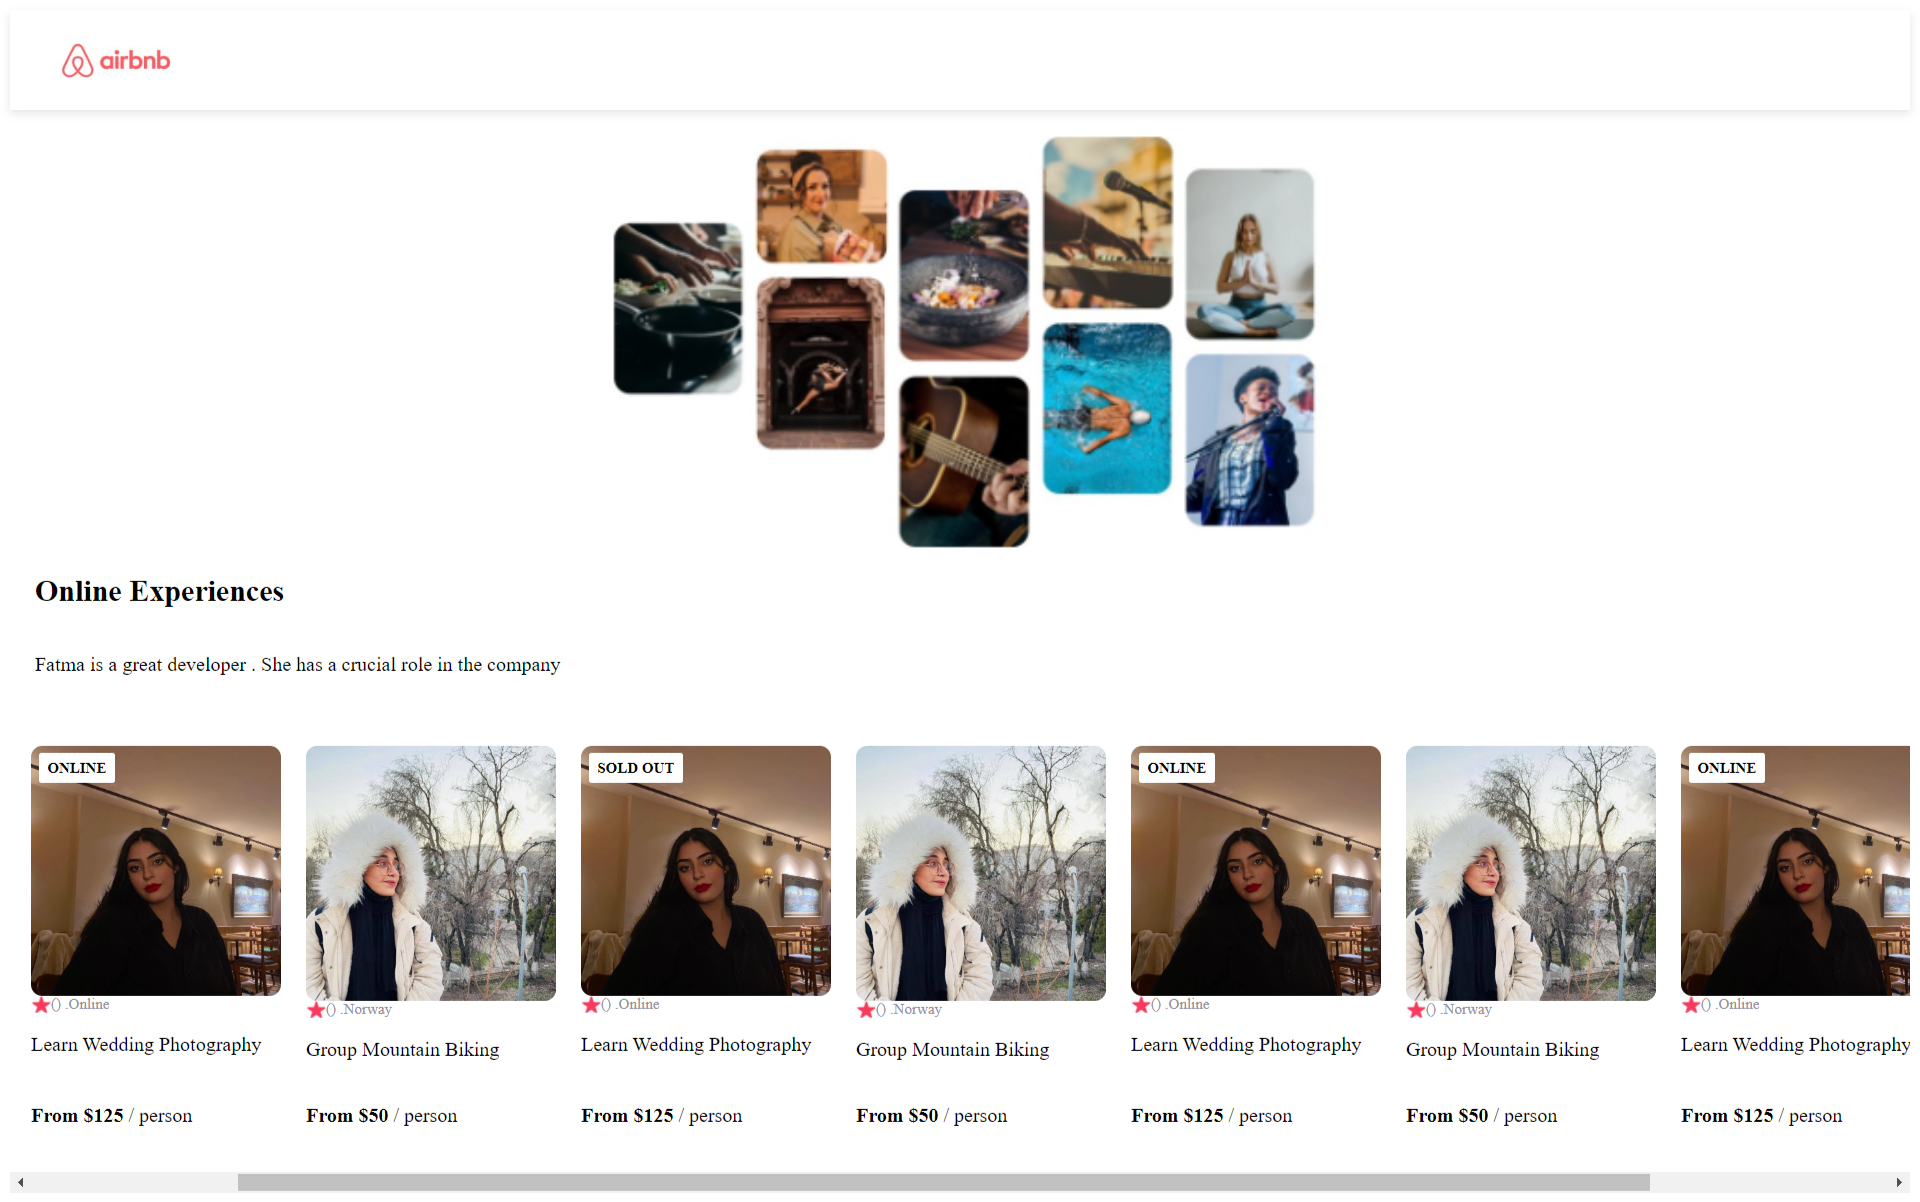 airbnb
Online Experiences
Fatma is a great developer . She has a crucial role in the company
ONLINE
() .Online
Learn Wedding Photography
From $125 / person
() .Norway
Group Mountain Biking
From $50 / person
SOLD OUT
() .Online
Learn Wedding Photography
From $125 / person
() .Norway
Group Mountain Biking
From $50 / person
ONLINE
() .Online
Learn Wedding Photography
From $125 / person
() .Norway
Group Mountain Biking
From $50 / person
ONLINE
() .Online
Learn Wedding Photography
From $125 / person